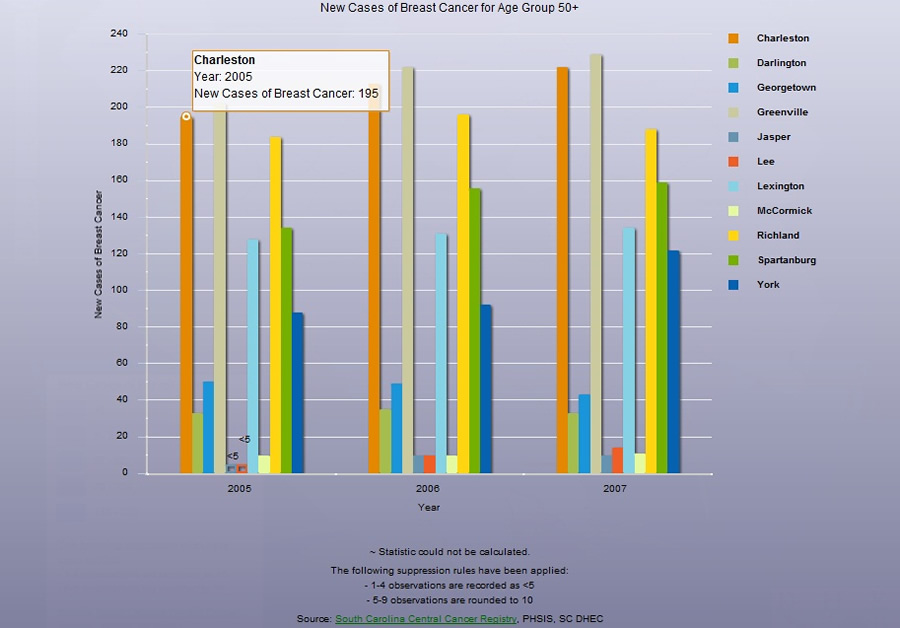 New Cases of Breast Cancer for Age Group 50+
240
220
200
180
160
140
120
100
80
60
40
20
0
New Cases of Breast Cancer
Charleston
Year: 2005
New Cases of Breast Cancer: 195
<5
<5
2005
2006
2007
Year
Charleston
Darlington
Georgetown
Greenville
Jasper
Lee
Lexington
McCormick
Richland
Spartanburg
York
~ Statistic could not be calculated.
The following suppression rules have been applied:
- 1-4 observations are recorded as <5
- 5-9 observations are rounded to 10
Source: South Carolina Central Cancer Registry, PHSIS, SC DHEC